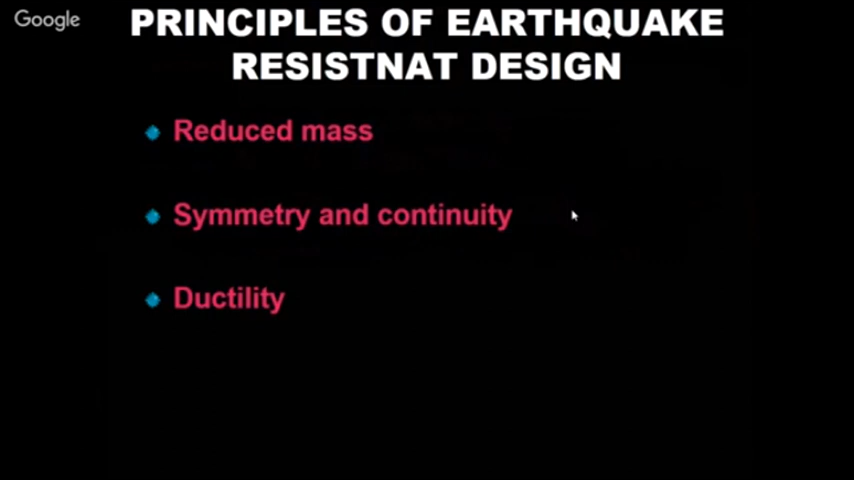 Google
PRINCIPLES OF EARTHQUAKE
RESISTNAT DESIGN
Reduced mass
Symmetry and continuity
Ductility